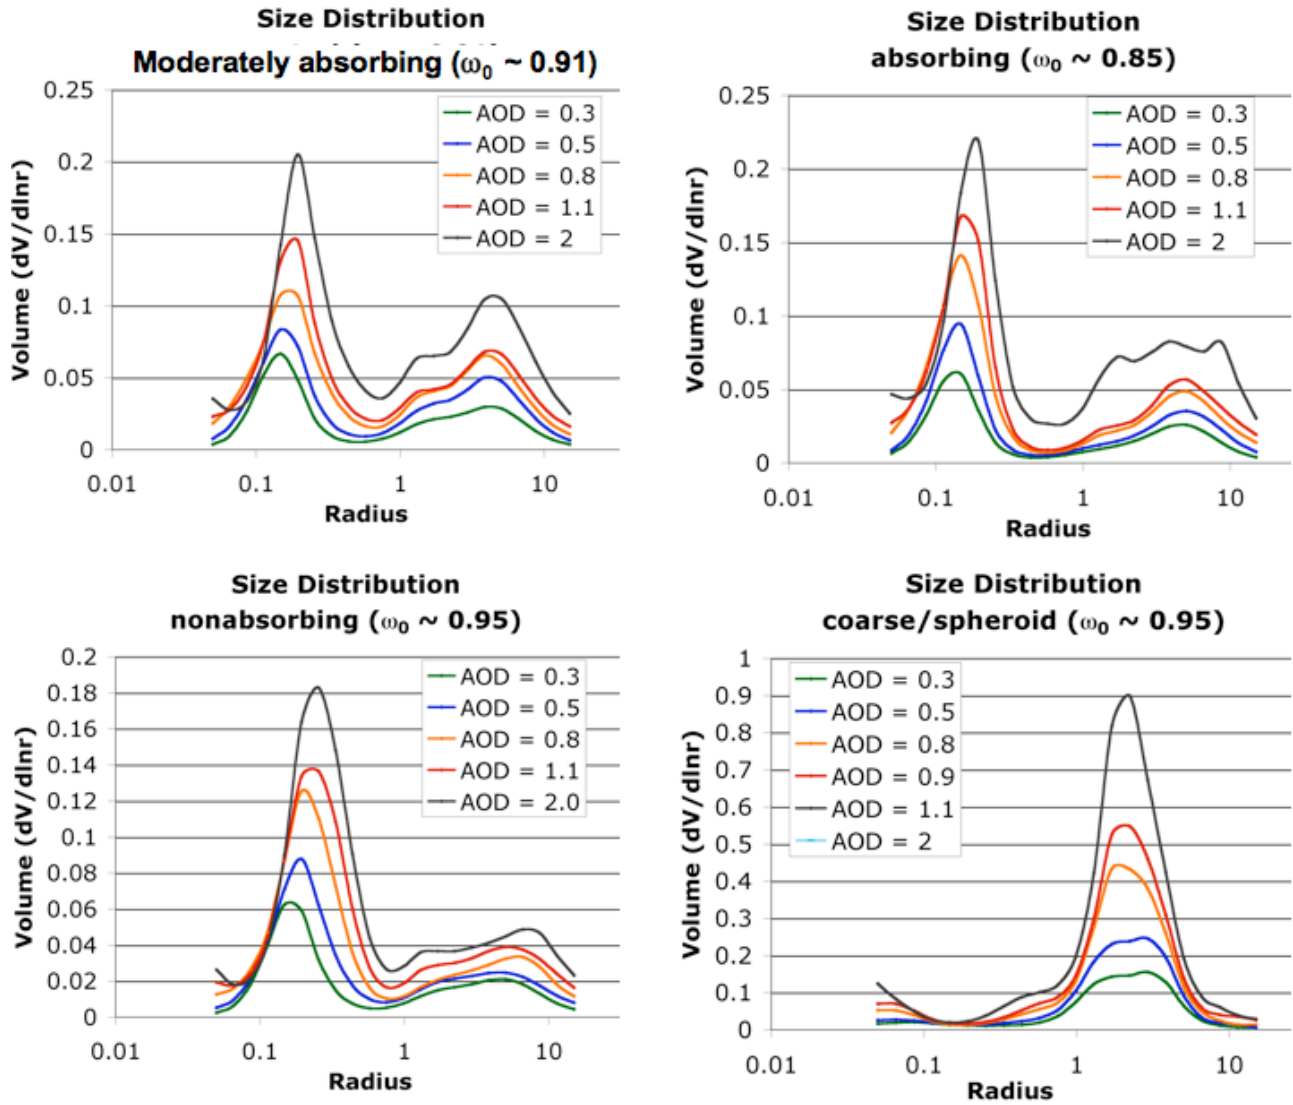 Size Distribution
Moderately absorbing (ω₀ ~ 0.91)
0.25
0.2
0.15
0.1
0.05
0
Volume (dV/dlnr)
AOD = 0.3
AOD = 0.5
AOD = 0.8
AOD = 1.1
AOD = 2
0.01
0.1
1
10
Radius
Size Distribution
absorbing (ω₀ ~ 0.85)
0.25
0.2
0.15
0.1
0.05
0
Volume (dV/dlnr)
AOD = 0.3
AOD = 0.5
AOD = 0.8
AOD = 1.1
AOD = 2
0.01
0.1
1
10
Radius
Size Distribution
nonabsorbing (ω₀ ~ 0.95)
0.2
0.18
0.16
0.14
0.12
0.1
0.08
0.06
0.04
0.02
0
Volume (dV/dlnr)
AOD = 0.3
AOD = 0.5
AOD = 0.8
AOD = 1.1
AOD = 2.0
0.01
0.1
1
10
Radius
Size Distribution
coarse/spheroid (ω₀ ~ 0.95)
1
0.9
0.8
0.7
0.6
0.5
0.4
0.3
0.2
0.1
0
Volume (dV/dlnr)
AOD = 0.3
AOD = 0.5
AOD = 0.8
AOD = 0.9
AOD = 1.1
AOD = 2
0.01
0.1
1
10
Radius